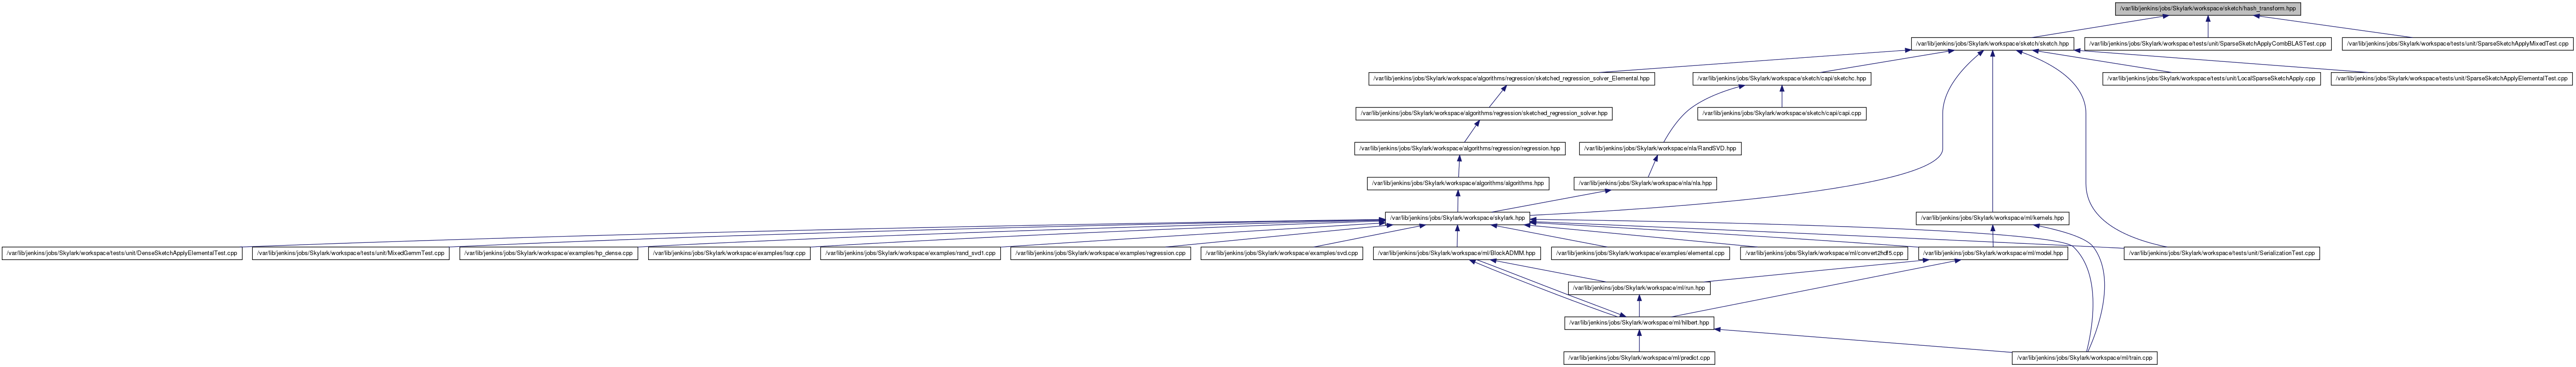 /var/lib/jenkins/jobs/Skylark/workspace/sketch/hash_transform.hpp
/var/lib/jenkins/jobs/Skylark/workspace/sketch/sketch.hpp
/var/lib/jenkins/jobs/Skylark/workspace/tests/unit/SparseSketchApplyCombBLASTest.cpp
/var/lib/jenkins/jobs/Skylark/workspace/tests/unit/SparseSketchApplyMixedTest.cpp
/var/lib/jenkins/jobs/Skylark/workspace/algorithms/regression/sketched_regression_solver_Elemental.hpp
/var/lib/jenkins/jobs/Skylark/workspace/sketch/capi/sketchc.hpp
/var/lib/jenkins/jobs/Skylark/workspace/tests/unit/LocalSparseSketchApply.cpp
/var/lib/jenkins/jobs/Skylark/workspace/tests/unit/SparseSketchApplyElementalTest.cpp
/var/lib/jenkins/jobs/Skylark/workspace/algorithms/regression/sketched_regression_solver.hpp
/var/lib/jenkins/jobs/Skylark/workspace/sketch/capi/capi.cpp
/var/lib/jenkins/jobs/Skylark/workspace/algorithms/regression/regression.hpp
/var/lib/jenkins/jobs/Skylark/workspace/nla/RandSVD.hpp
/var/lib/jenkins/jobs/Skylark/workspace/algorithms/algorithms.hpp
/var/lib/jenkins/jobs/Skylark/workspace/nla/nla.hpp
/var/lib/jenkins/jobs/Skylark/workspace/skylark.hpp
/var/lib/jenkins/jobs/Skylark/workspace/ml/kernels.hpp
/var/lib/jenkins/jobs/Skylark/workspace/tests/unit/DenseSketchApplyElementalTest.cpp
/var/lib/jenkins/jobs/Skylark/workspace/tests/unit/MixedGemmTest.cpp
/var/lib/jenkins/jobs/Skylark/workspace/examples/hp_dense.cpp
/var/lib/jenkins/jobs/Skylark/workspace/examples/lsqr.cpp
/var/lib/jenkins/jobs/Skylark/workspace/examples/rand_svd1.cpp
/var/lib/jenkins/jobs/Skylark/workspace/examples/regression.cpp
/var/lib/jenkins/jobs/Skylark/workspace/examples/svd.cpp
/var/lib/jenkins/jobs/Skylark/workspace/ml/BlockADMM.hpp
/var/lib/jenkins/jobs/Skylark/workspace/examples/elemental.cpp
/var/lib/jenkins/jobs/Skylark/workspace/ml/convert2hdf5.cpp
/var/lib/jenkins/jobs/Skylark/workspace/ml/model.hpp
/var/lib/jenkins/jobs/Skylark/workspace/tests/unit/SerializationTest.cpp
/var/lib/jenkins/jobs/Skylark/workspace/ml/run.hpp
/var/lib/jenkins/jobs/Skylark/workspace/ml/hilbert.hpp
/var/lib/jenkins/jobs/Skylark/workspace/ml/predict.cpp
/var/lib/jenkins/jobs/Skylark/workspace/ml/train.cpp